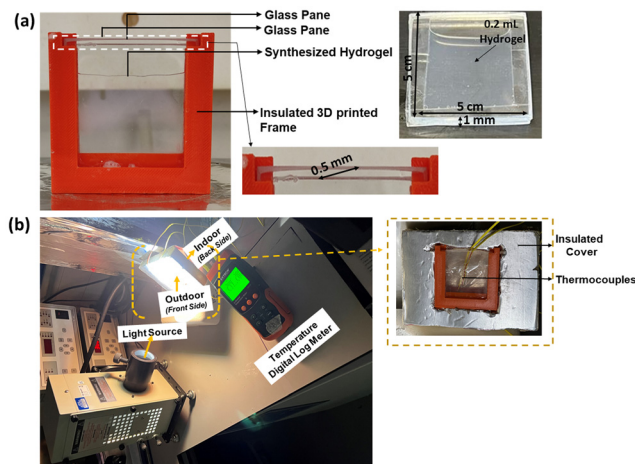 (a)
Glass Pane
Glass Pane
Synthesized Hydrogel
Insulated 3D printed
Frame
0.5 mm
0.2 mL
Hydrogel
5 cm
5 cm
1 mm
(b)
Indoor
(Back Side)
Outdoor
(Front Side)
Light Source
Temperature
Digital Log Meter
Insulated
Cover
Thermocouples